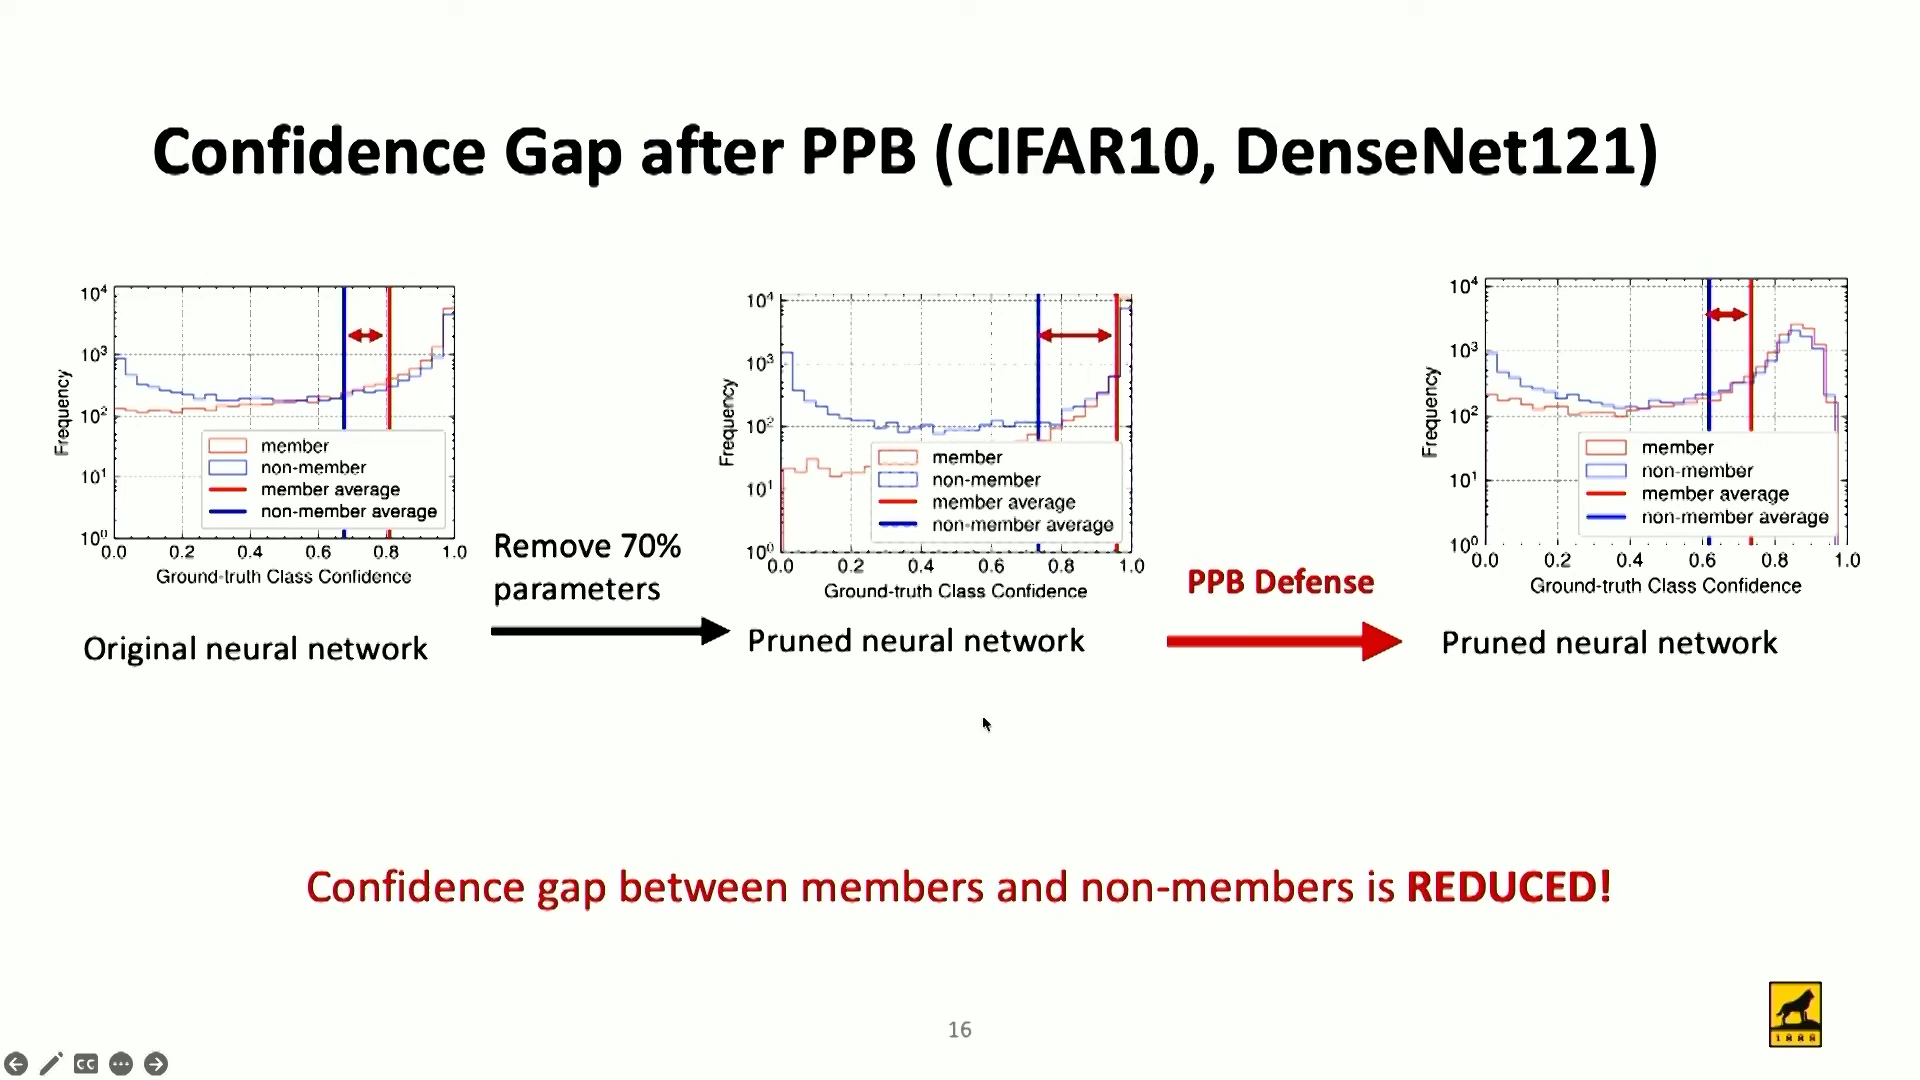 Confidence Gap after PPB (CIFAR10, DenseNet121)
10⁴
10³
10²
10¹
10⁰
Frequency
member
non-member
member average
non-member average
0.0 0.2 0.4 0.6 0.8 1.0
Ground-truth Class Confidence
Original neural network
Remove 70%
parameters
10⁴
10³
10²
10¹
10⁰
Frequency
member
non-member
member average
non-member average
0.0 0.2 0.4 0.6 0.8 1.0
Ground-truth Class Confidence
Pruned neural network
PPB Defense
10⁴
10³
10²
10¹
10⁰
Frequency
member
non-member
member average
non-member average
0.0 0.2 0.4 0.6 0.8 1.0
Ground-truth Class Confidence
Pruned neural network
Confidence gap between members and non-members is REDUCED!
16
1888
CC